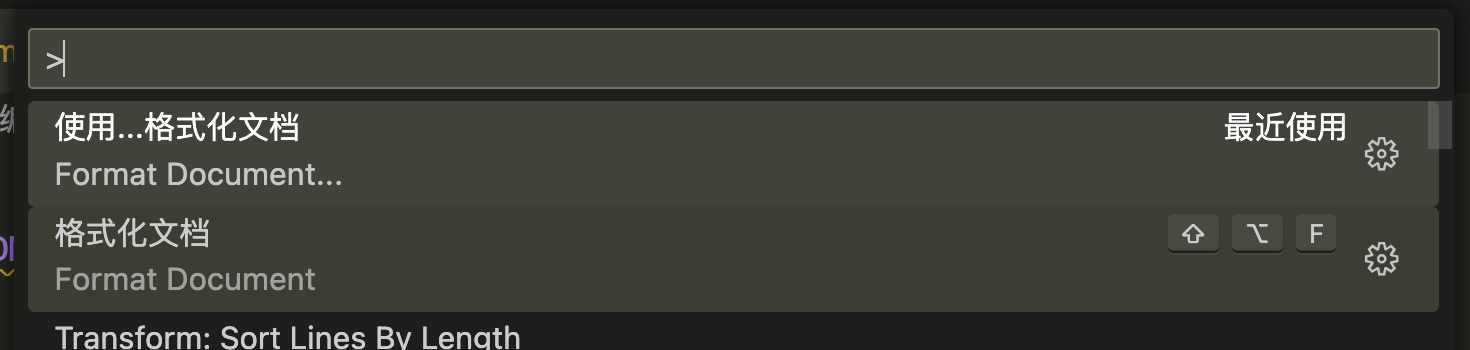 >
使用...格式化文档 最近使用
Format Document...
格式化文档 ⇧ ⌥ F
Format Document
Transform: Sort Lines By Length